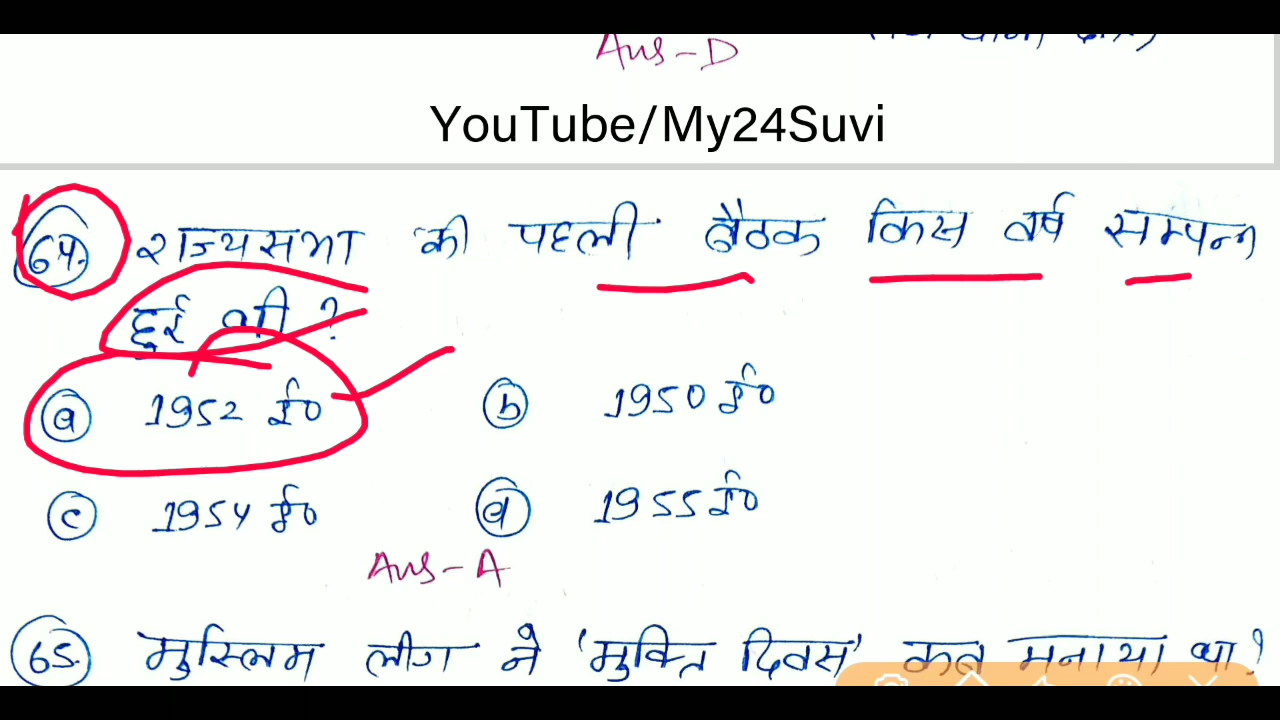 Ans-D
YouTube/My24Suvi
64. राज्यसभा की पहली बैठक किस वर्ष सम्पन्न
हुई थी ?
(a) 1952 ई०
(b) 1950 ई०
(c) 1954 ई०
(d) 1955 ई०
Ans-A
65. मुस्लिम लीग ने 'मुक्ति दिवस' कब मनाया था?